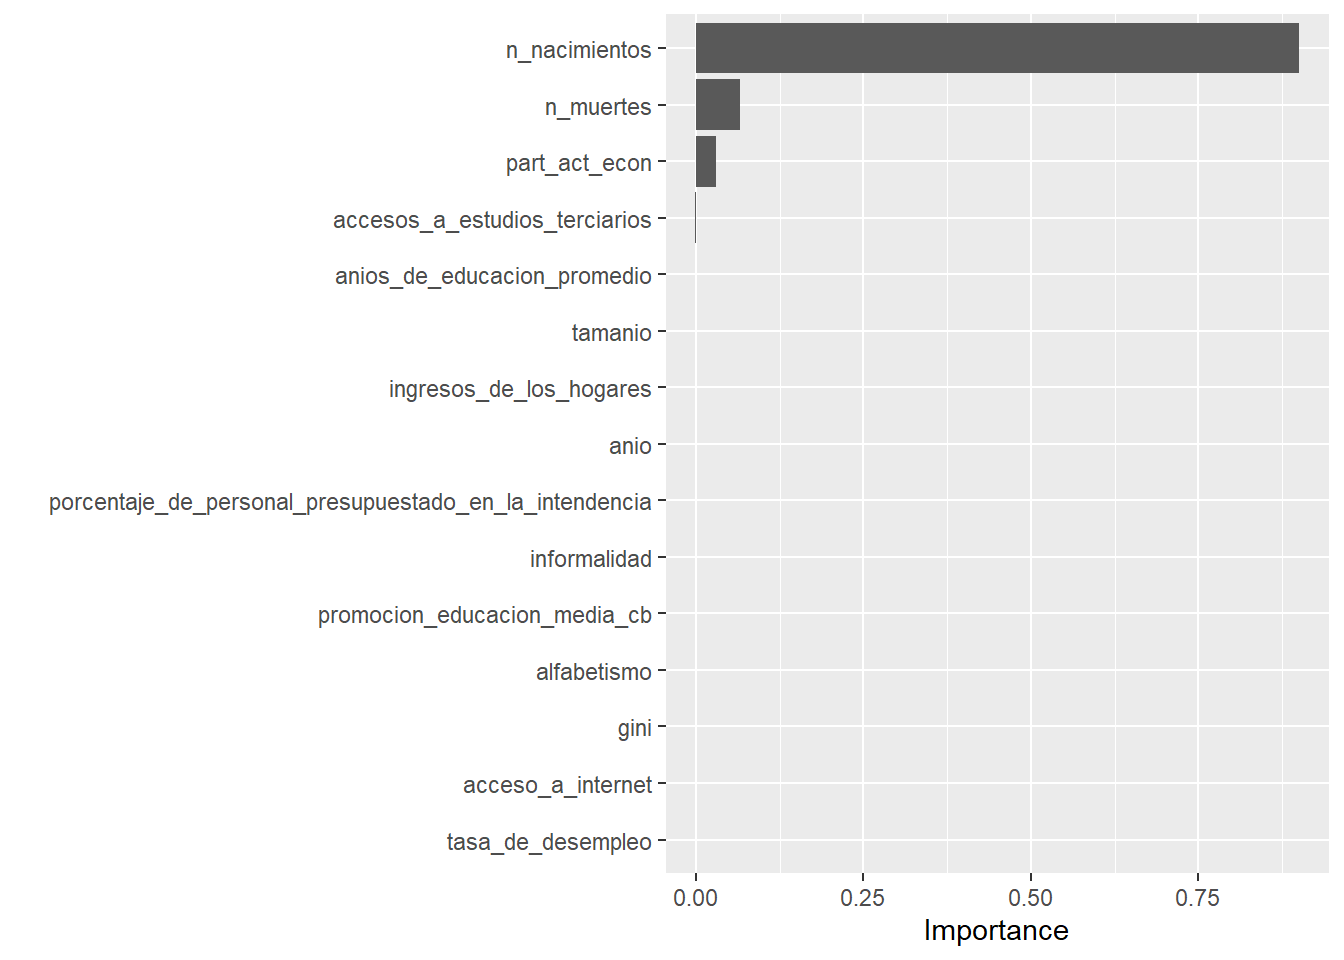 n_nacimientos
n_muertes
part_act_econ
accesos_a_estudios_terciarios
anios_de_educacion_promedio
tamanio
ingresos_de_los_hogares
anio
porcentaje_de_personal_presupuestado_en_la_intendencia
informalidad
promocion_educacion_media_cb
alfabetismo
gini
acceso_a_internet
tasa_de_desempleo
0.00 0.25 0.50 0.75
Importance